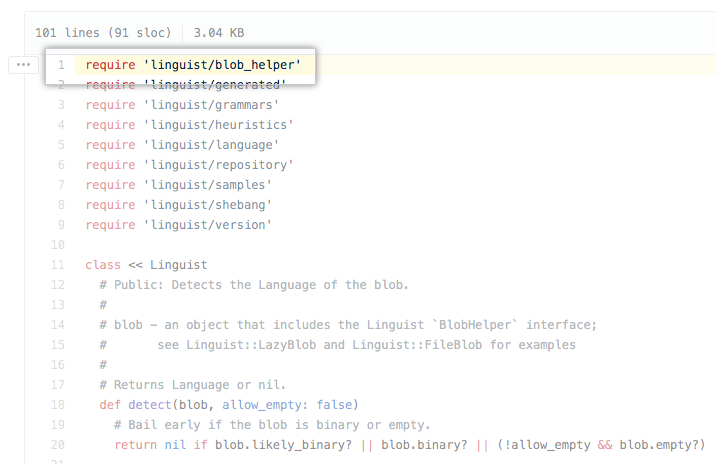 101 lines (91 sloc) 3.04 KB
1 require 'linguist/blob_helper'
2 require 'linguist/generated'
3 require 'linguist/grammars'
4 require 'linguist/heuristics'
5 require 'linguist/language'
6 require 'linguist/repository'
7 require 'linguist/samples'
8 require 'linguist/shebang'
9 require 'linguist/version'
10
11 class << Linguist
12 # Public: Detects the Language of the blob.
13 #
14 # blob - an object that includes the Linguist `BlobHelper` interface;
15 #       see Linguist::LazyBlob and Linguist::FileBlob for examples
16 #
17 # Returns Language or nil.
18 def detect(blob, allow_empty: false)
19 # Bail early if the blob is binary or empty.
20 return nil if blob.likely_binary? || blob.binary? || (!allow_empty && blob.empty?)